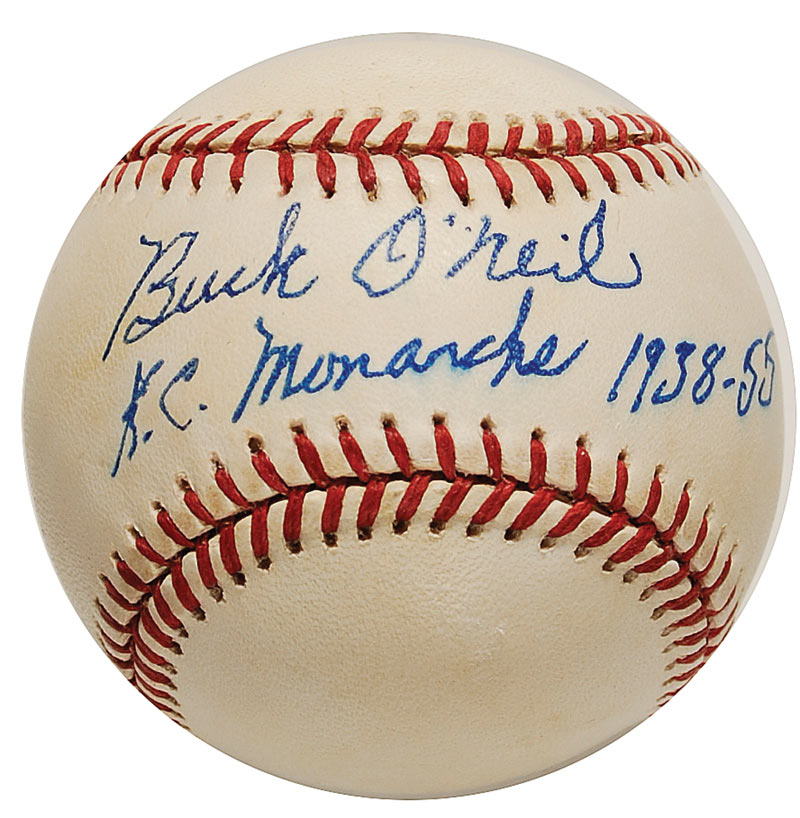 Buck O'Neil
K.C. Monarchs 1938-55